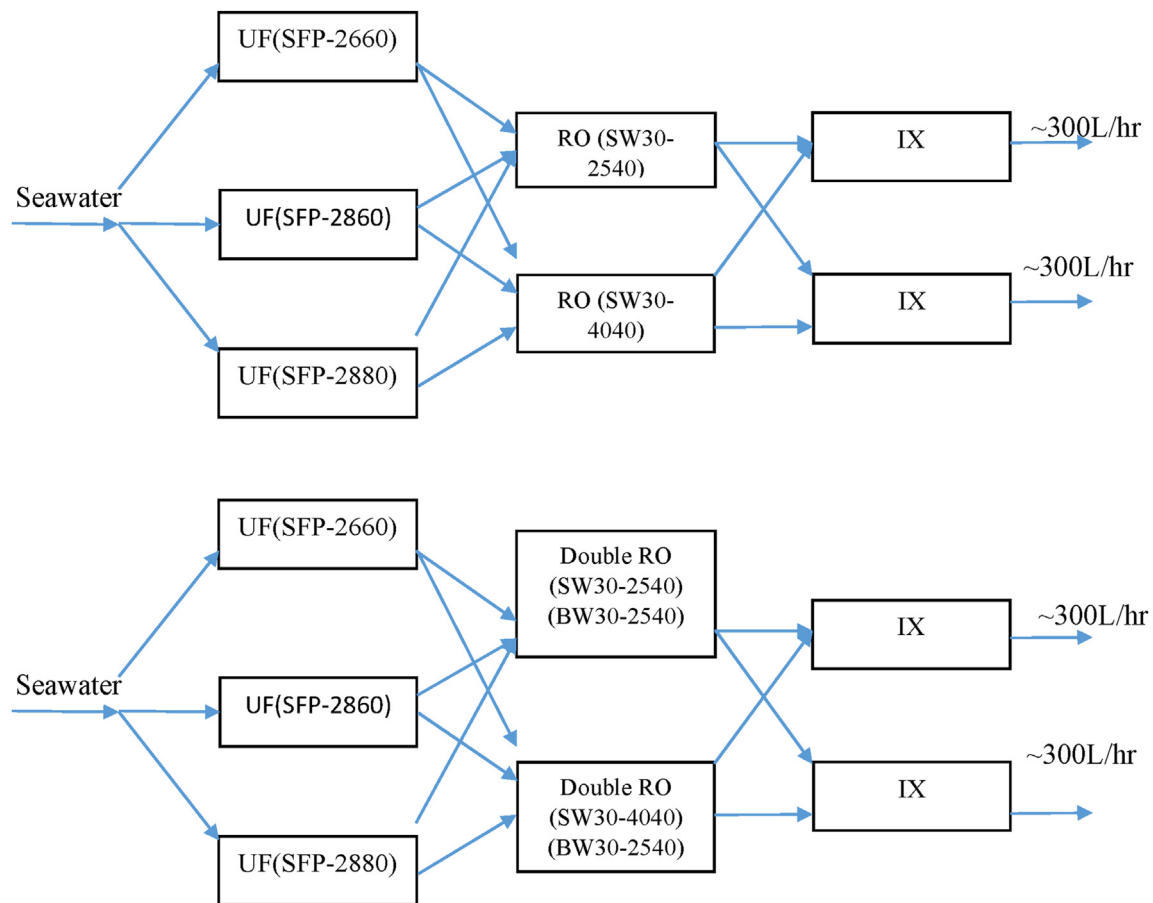 UF(SFP-2660)
RO (SW30-
2540)
IX
~300L/hr
Seawater
UF(SFP-2860)
RO (SW30-
4040)
IX
~300L/hr
UF(SFP-2880)
UF(SFP-2660)
Double RO
(SW30-2540)
(BW30-2540)
IX
~300L/hr
Seawater
UF(SFP-2860)
Double RO
(SW30-4040)
(BW30-2540)
IX
~300L/hr
UF(SFP-2880)